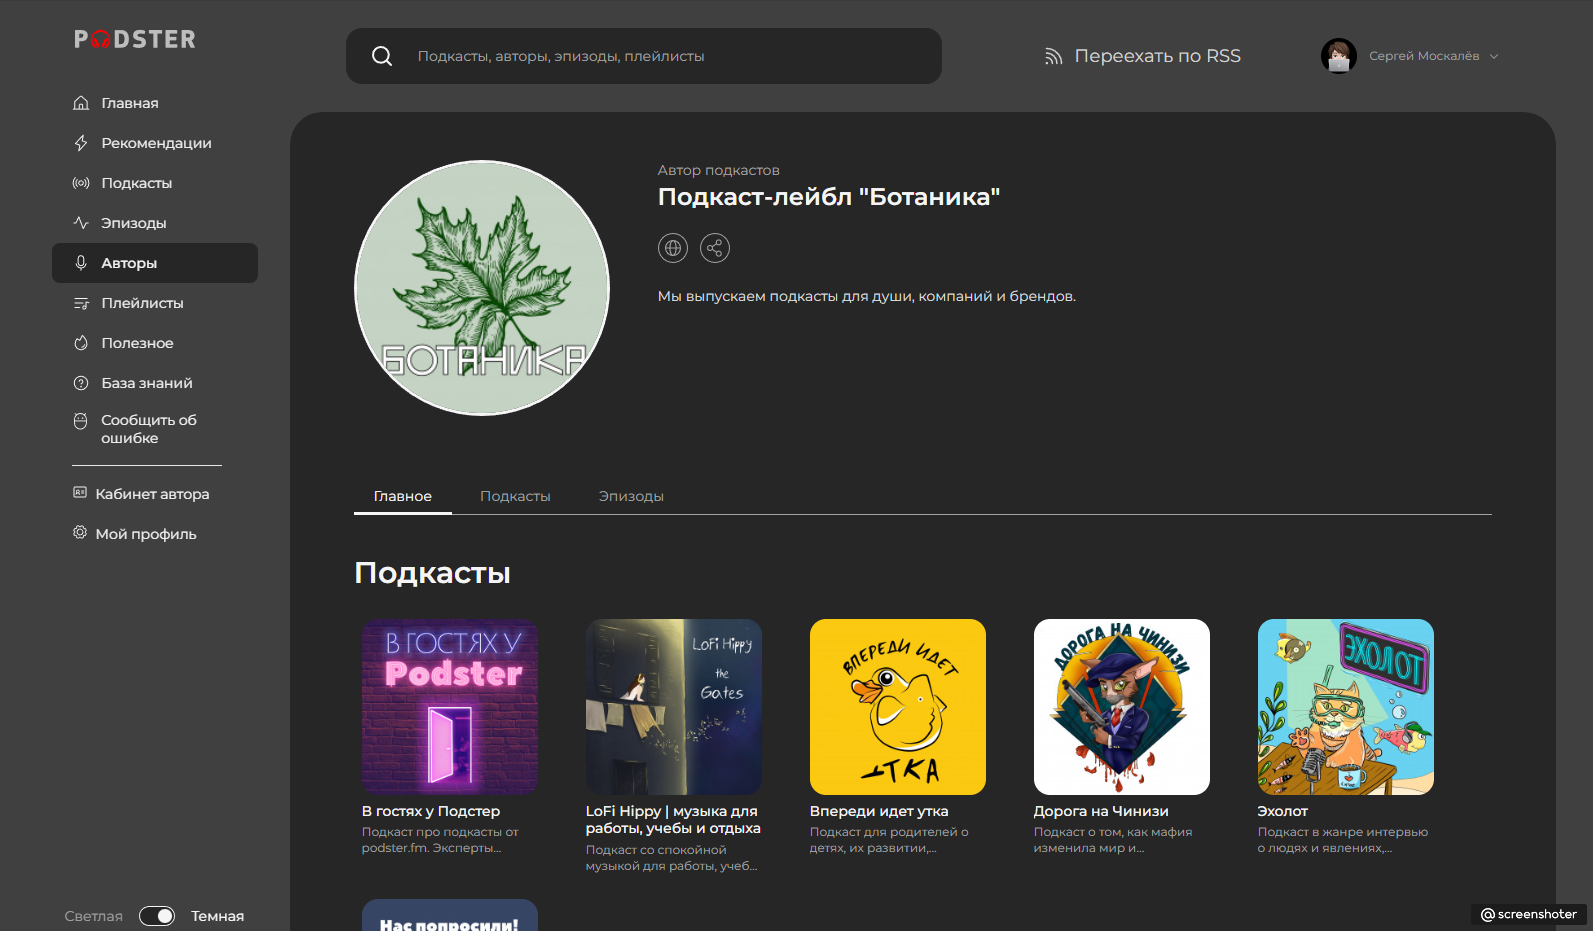 PODSTER
Подкасты, авторы, эпизоды, плейлисты
Переехать по RSS
Сергей Москалёв
Главная
Рекомендации
Подкасты
Эпизоды
Авторы
Плейлисты
Полезное
База знаний
Сообщить об
ошибке
Кабинет автора
Мой профиль
Светлая
Темная
БОТАНИКА
Автор подкастов
Подкаст-лейбл "Ботаника"
Мы выпускаем подкасты для души, компаний и брендов.
Главное
Подкасты
Эпизоды
Подкасты
В ГОСТЯХ У
Podster
В гостях у Подстер
Подкаст про подкасты от
podster.fm. Эксперты...
LoFi Hippy
the
Gates
LoFi Hippy | музыка для
работы, учебы и отдыха
Подкаст со спокойной
музыкой для работы, учеб...
ВПЕРЕДИ ИДЕТ
УТКА
Впереди идет утка
Подкаст для родителей о
детях, их развитии,...
ДОРОГА НА ЧИНИЗИ
Дорога на Чинизи
Подкаст о том, как мафия
изменила мир и...
ЭХОЛОТ
Эхолот
Подкаст в жанре интервью
о людях и явлениях,...
Нас попросили!
@screenshoter